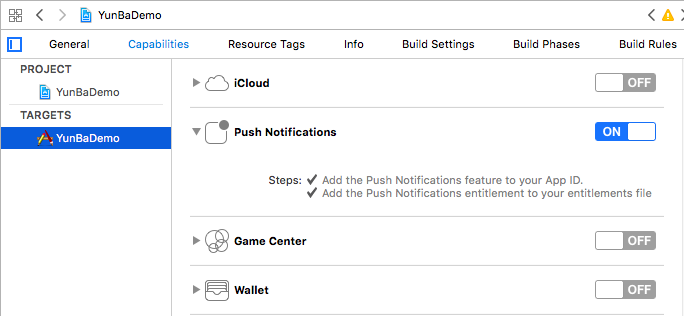 YunBaDemo
General Capabilities Resource Tags Info Build Settings Build Phases Build Rules
PROJECT
YunBaDemo
TARGETS
YunBaDemo
iCloud OFF
Push Notifications ON
Steps: ✔ Add the Push Notifications feature to your App ID.
✔ Add the Push Notifications entitlement to your entitlements file
Game Center OFF
Wallet OFF